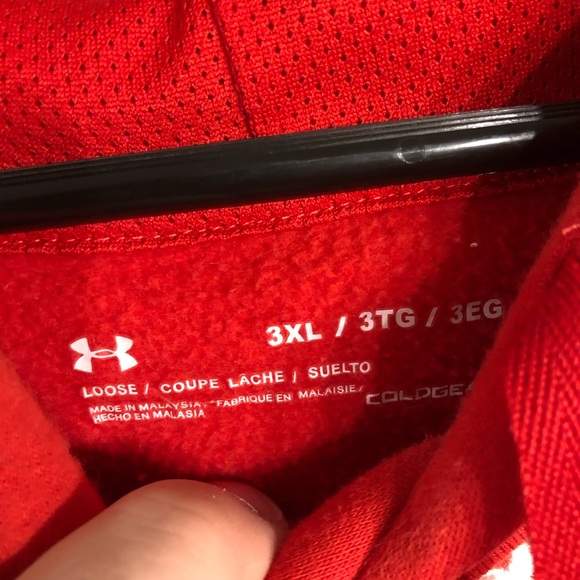 3XL / 3TG / 3EG
LOOSE / COUPE LÂCHE / SUELTO
MADE IN MALAYSIA / FABRIQUÉ EN MALAISIE /
HECHO EN MALASIA